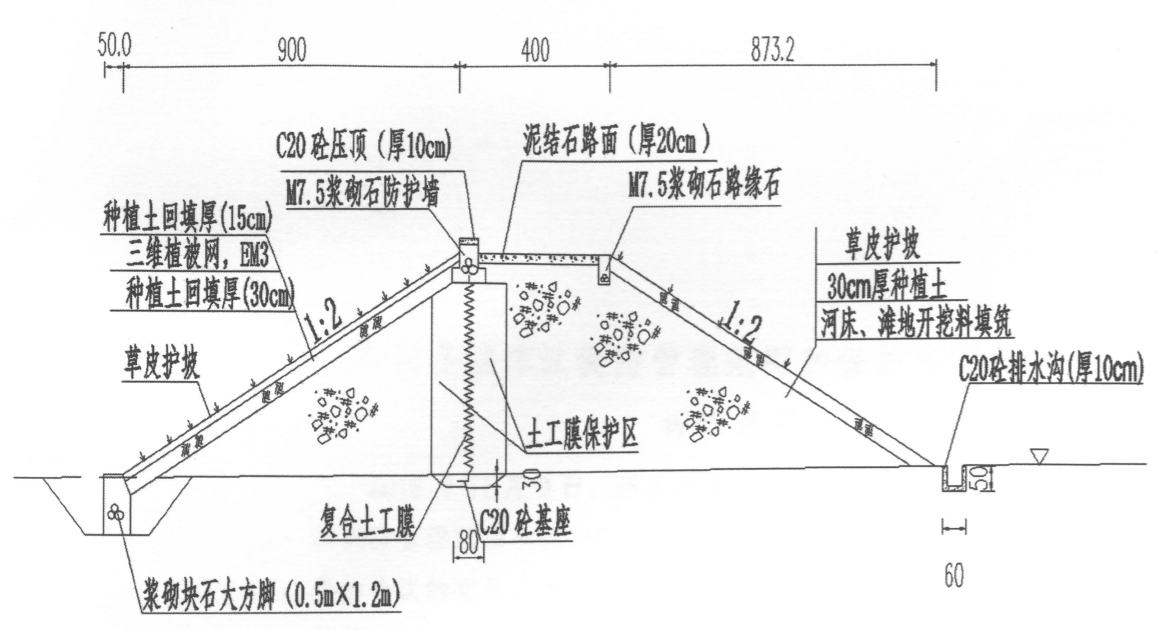 50.0
900
400
873.2
C20砼压顶（厚10cm)
M7.5浆砌石防护墙
泥结石路面（厚20cm）
M7.5浆砌石路缘石
种植土回填厚(15cm)
三维植被网，EM3
种植土回填厚(30cm)
草皮护坡
30cm厚种植土
河床、滩地开挖料填筑
1:2
1:2
草皮护坡
C20砼排水沟(厚10cm)
土工膜保护区
30
50
复合土工膜
C20砼基座
80
60
浆砌块石大方脚（0.5m×1.2m）